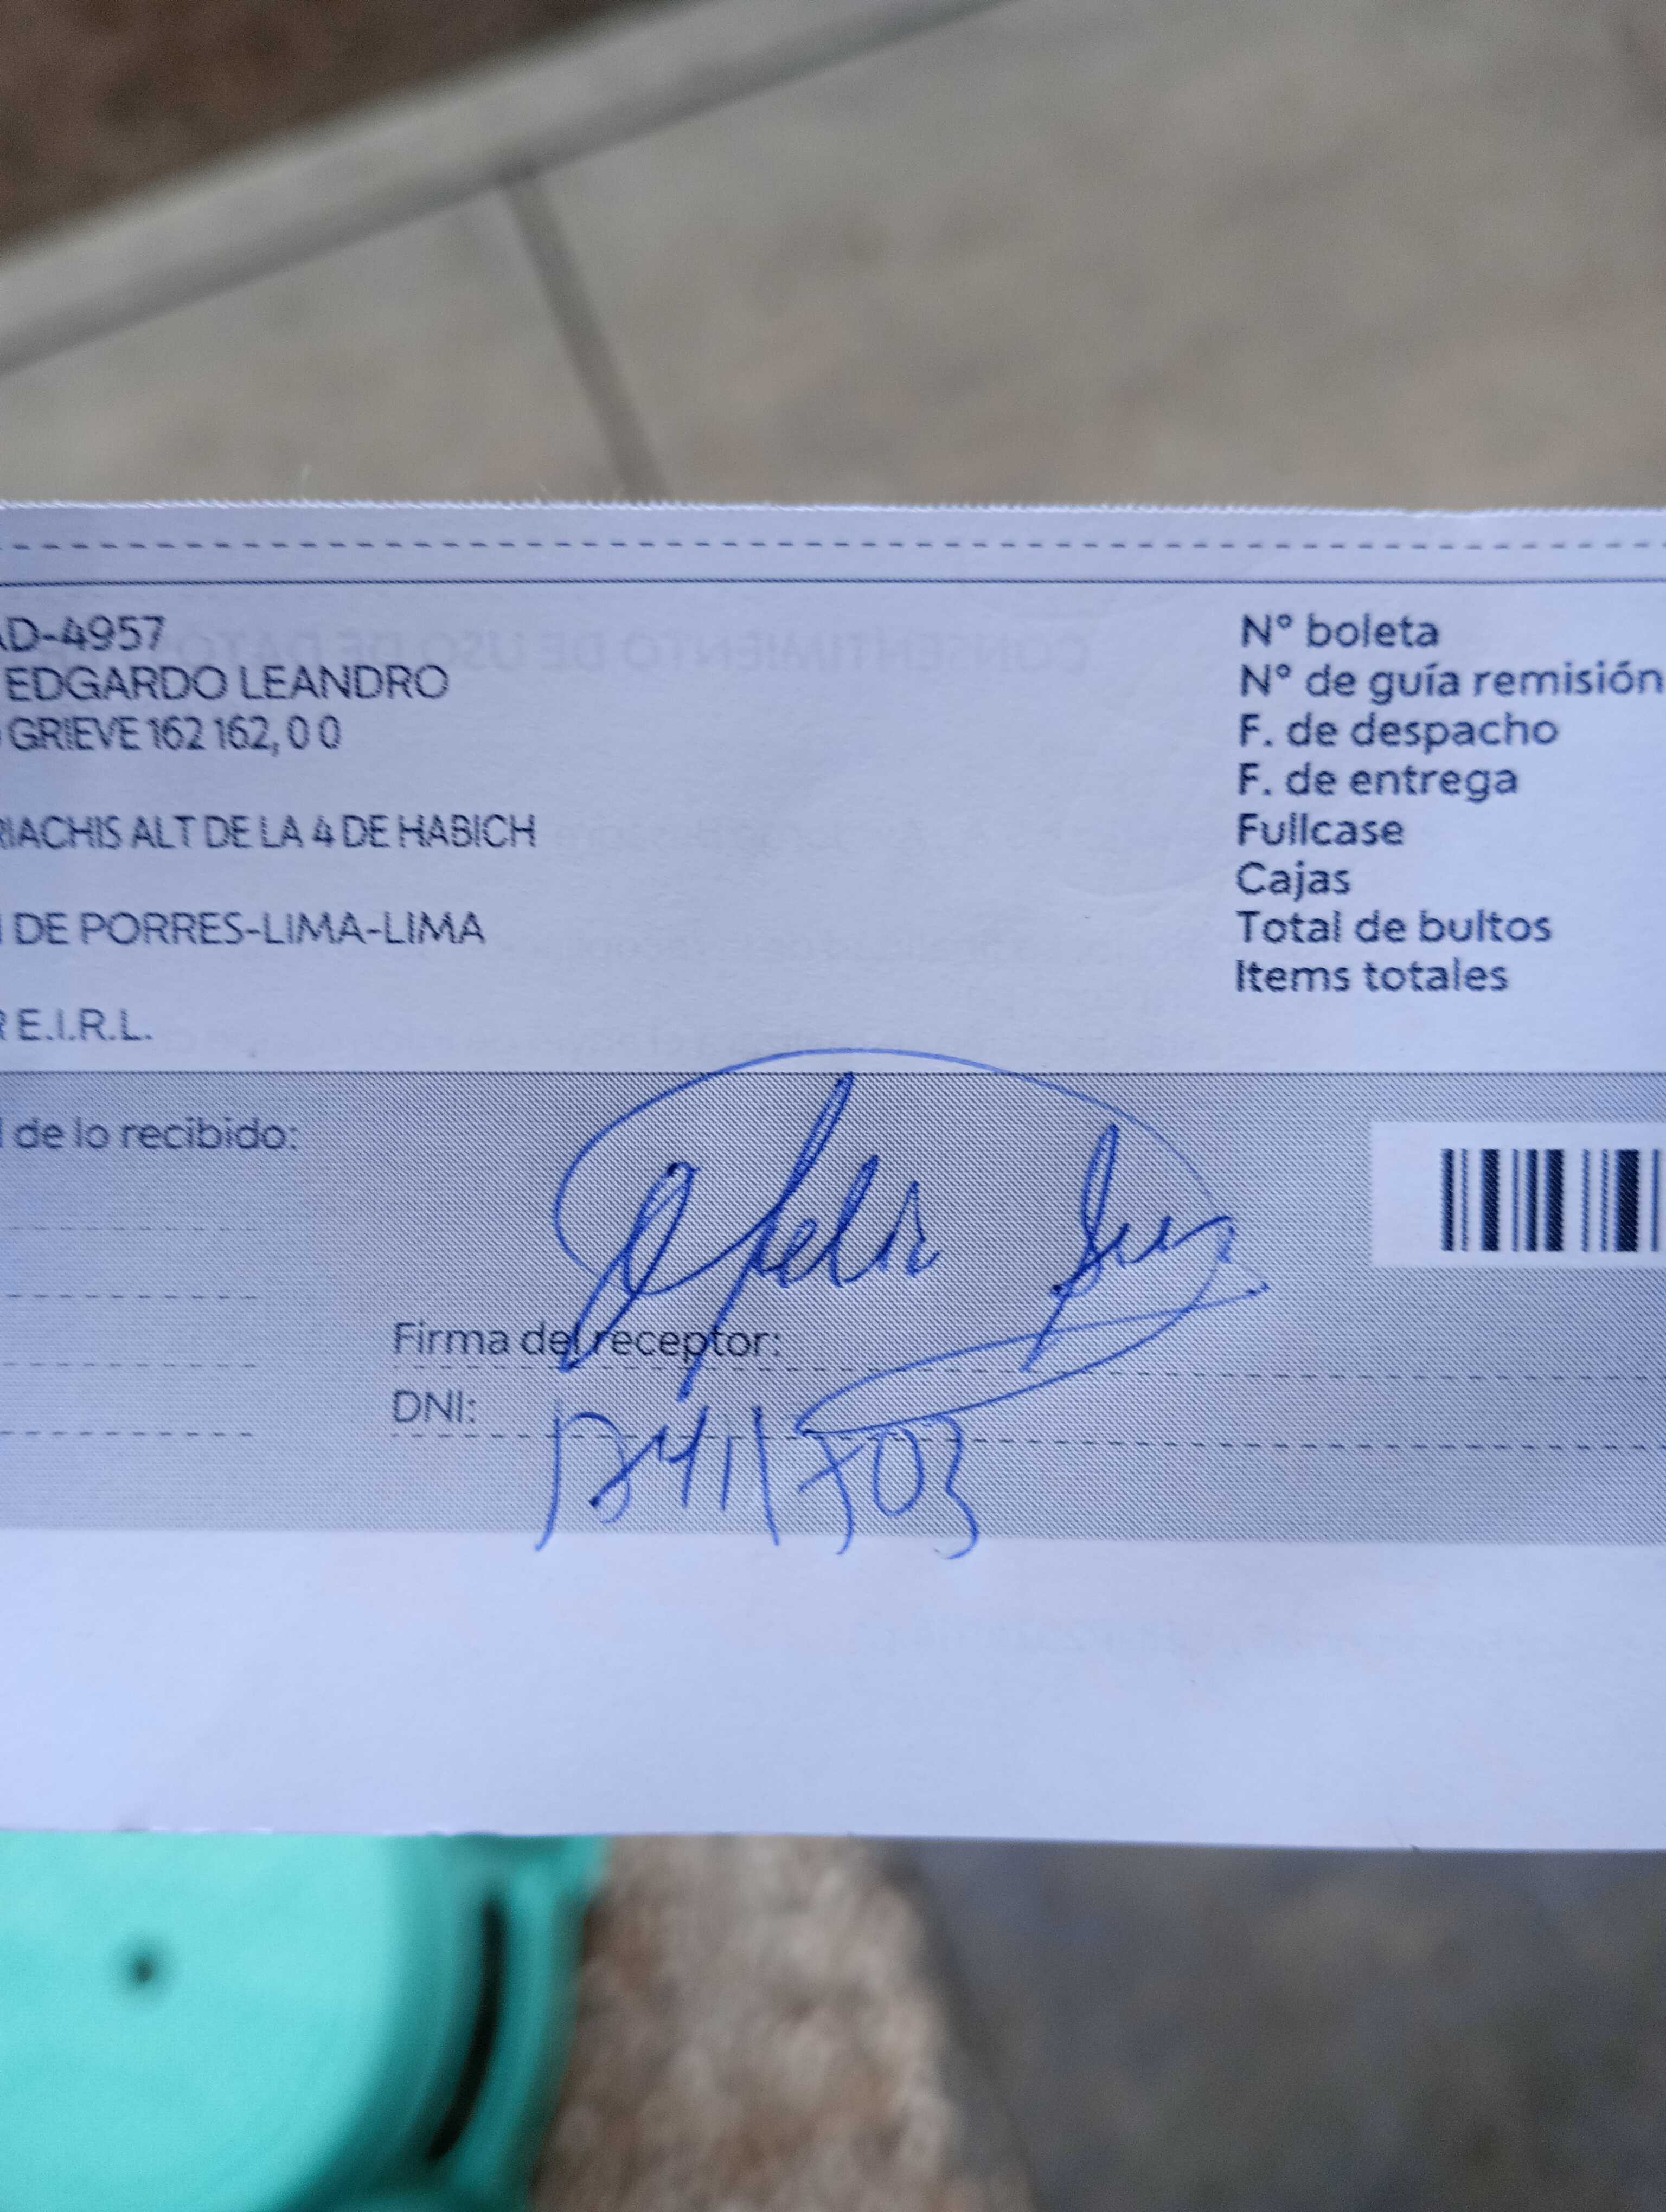 AD-4957
EDGARDO LEANDRO
GRIEVE 162 162, 0 0
RIACHIS ALT DE LA 4 DE HABICH
DE PORRES-LIMA-LIMA
R E.I.R.L.
Nº boleta
Nº de guía remisión
F. de despacho
F. de entrega
Fullcase
Cajas
Total de bultos
Items totales
de lo recibido:
Firma del receptor:
DNI: